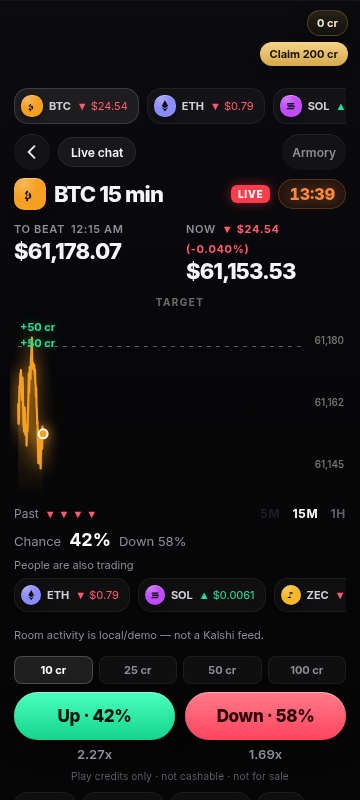 0 cr
Claim 200 cr
BTC ▼ $24.54 ETH ▼ $0.79 SOL ▲
Live chat Armory
BTC 15 min LIVE 13:39
TO BEAT 12:15 AM NOW ▼ $24.54
(-0.040%)
$61,178.07 $61,153.53
TARGET
+50 cr
+50 cr 61,180
61,162
61,145
Past ▼ ▼ ▼ ▼ 5M 15M 1H
Chance 42% Down 58%
People are also trading
ETH ▼ $0.79 SOL ▲ $0.0061 ZEC ▼
Room activity is local/demo — not a Kalshi feed.
10 cr 25 cr 50 cr 100 cr
Up · 42% Down · 58%
2.27x 1.69x
Play credits only · not cashable · not for sale